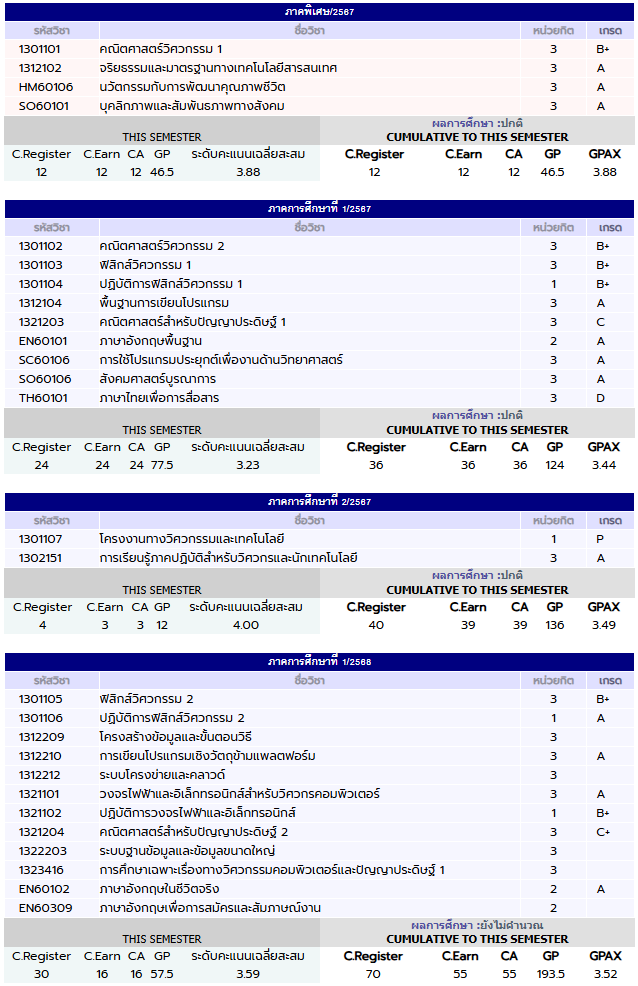 ภาคพิเศษ/2567
รหัสวิชา ชื่อวิชา หน่วยกิต เกรด
1301101 คณิตศาสตร์วิศวกรรม 1 3 B+
1312102 จริยธรรมและมาตรฐานทางเทคโนโลยีสารสนเทศ 3 A
HM60106 นวัตกรรมกับการพัฒนาคุณภาพชีวิต 3 A
SO60101 บุคลิกภาพและสัมพันธภาพทางสังคม 3 A
ผลการศึกษา :ปกติ
THIS SEMESTER CUMULATIVE TO THIS SEMESTER
C.Register C.Earn CA GP ระดับคะแนนเฉลี่ยสะสม C.Register C.Earn CA GP GPAX
12 12 12 46.5 3.88 12 12 12 46.5 3.88
ภาคการศึกษาที่ 1/2567
รหัสวิชา ชื่อวิชา หน่วยกิต เกรด
1301102 คณิตศาสตร์วิศวกรรม 2 3 B+
1301103 ฟิสิกส์วิศวกรรม 1 3 B+
1301104 ปฏิบัติการฟิสิกส์วิศวกรรม 1 1 B+
1312104 พื้นฐานการเขียนโปรแกรม 3 A
1321203 คณิตศาสตร์สำหรับปัญญาประดิษฐ์ 1 3 C
EN60101 ภาษาอังกฤษพื้นฐาน 2 A
SC60106 การใช้โปรแกรมประยุกต์เพื่องานด้านวิทยาศาสตร์ 3 A
SO60106 สังคมศาสตร์บูรณาการ 3 A
TH60101 ภาษาไทยเพื่อการสื่อสาร 3 D
ผลการศึกษา :ปกติ
THIS SEMESTER CUMULATIVE TO THIS SEMESTER
C.Register C.Earn CA GP ระดับคะแนนเฉลี่ยสะสม C.Register C.Earn CA GP GPAX
24 24 24 77.5 3.23 36 36 36 124 3.44
ภาคการศึกษาที่ 2/2567
รหัสวิชา ชื่อวิชา หน่วยกิต เกรด
1301107 โครงงานทางวิศวกรรมและเทคโนโลยี 1 P
1302151 การเรียนรู้ภาคปฏิบัติสำหรับวิศวกรและนักเทคโนโลยี 3 A
ผลการศึกษา :ปกติ
THIS SEMESTER CUMULATIVE TO THIS SEMESTER
C.Register C.Earn CA GP ระดับคะแนนเฉลี่ยสะสม C.Register C.Earn CA GP GPAX
4 3 3 12 4.00 40 39 39 136 3.49
ภาคการศึกษาที่ 1/2568
รหัสวิชา ชื่อวิชา หน่วยกิต เกรด
1301105 ฟิสิกส์วิศวกรรม 2 3 B+
1301106 ปฏิบัติการฟิสิกส์วิศวกรรม 2 1 A
1312209 โครงสร้างข้อมูลและขั้นตอนวิธี 3
1312210 การเขียนโปรแกรมเชิงวัตถุข้ามแพลตฟอร์ม 3 A
1312212 ระบบโครงข่ายและคลาวด์ 3
1321101 วงจรไฟฟ้าและอิเล็กทรอนิกส์สำหรับวิศวกรคอมพิวเตอร์ 3 A
1321102 ปฏิบัติการวงจรไฟฟ้าและอิเล็กทรอนิกส์ 1 B+
1321204 คณิตศาสตร์สำหรับปัญญาประดิษฐ์ 2 3 C+
1322203 ระบบฐานข้อมูลและข้อมูลขนาดใหญ่ 3
1323416 การศึกษาเฉพาะเรื่องทางวิศวกรรมคอมพิวเตอร์และปัญญาประดิษฐ์ 1 3
EN60102 ภาษาอังกฤษในชีวิตจริง 2 A
EN60309 ภาษาอังกฤษเพื่อการสมัครและสัมภาษณ์งาน 2
ผลการศึกษา :ยังไม่คำนวณ
THIS SEMESTER CUMULATIVE TO THIS SEMESTER
C.Register C.Earn CA GP ระดับคะแนนเฉลี่ยสะสม C.Register C.Earn CA GP GPAX
30 16 16 57.5 3.59 70 55 55 193.5 3.52